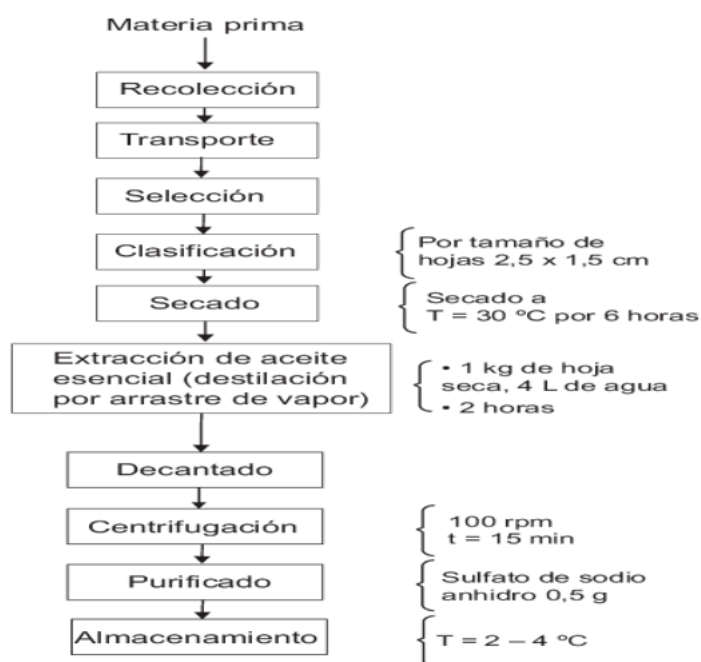 Materia prima
Recolección
Transporte
Selección
Clasificación
Por tamaño de
hojas 2,5 x 1,5 cm
Secado
Secado a
T = 30 ºC por 6 horas
Extracción de aceite
esencial (destilación
por arrastre de vapor)
• 1 kg de hoja
seca, 4 L de agua
• 2 horas
Decantado
Centrifugación
100 rpm
t = 15 min
Purificado
Sulfato de sodio
anhidro 0,5 g
Almacenamiento
T = 2 – 4 ºC